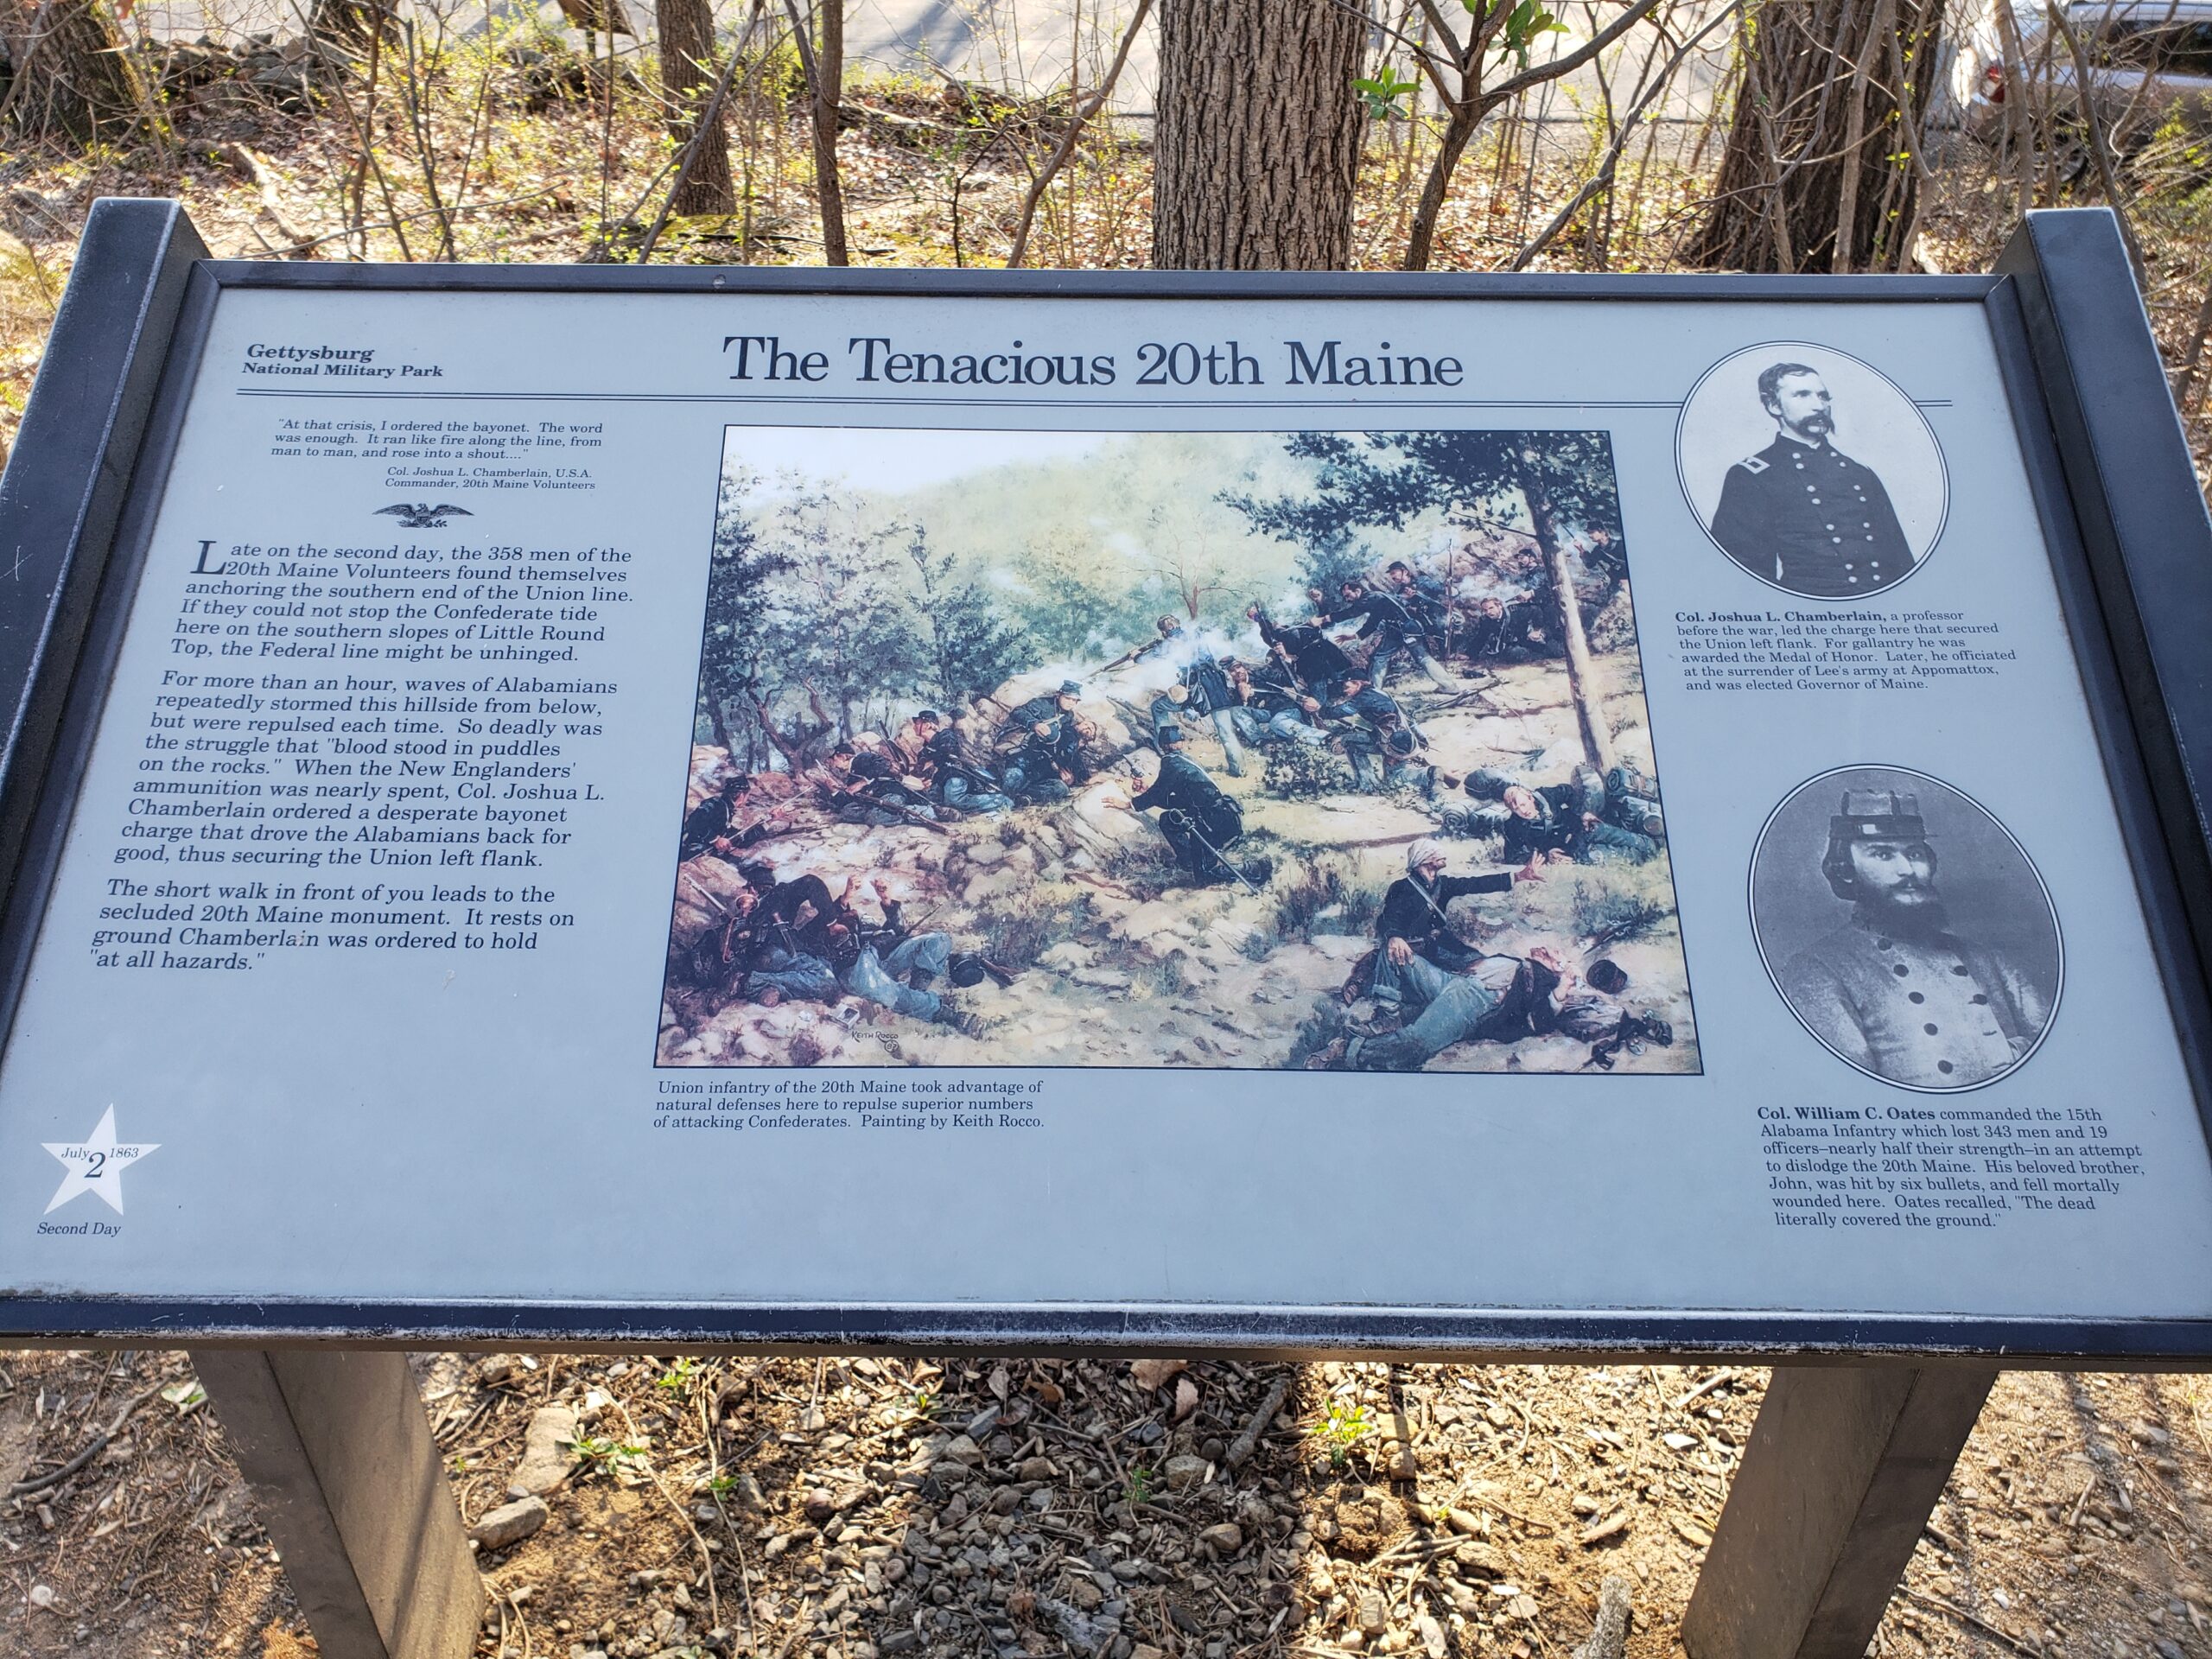 Gettysburg
National Military Park
The Tenacious 20th Maine
"At that crisis, I ordered the bayonet. The word
was enough. It ran like fire along the line, from
man to man, and rose into a shout...."
Col. Joshua L. Chamberlain, U.S.A.
Commander, 20th Maine Volunteers
Late on the second day, the 358 men of the
20th Maine Volunteers found themselves
anchoring the southern end of the Union line.
If they could not stop the Confederate tide
here on the southern slopes of Little Round
Top, the Federal line might be unhinged.
For more than an hour, waves of Alabamians
repeatedly stormed this hillside from below,
but were repulsed each time. So deadly was
the struggle that "blood stood in puddles
on the rocks." When the New Englanders'
ammunition was nearly spent, Col. Joshua L.
Chamberlain ordered a desperate bayonet
charge that drove the Alabamians back for
good, thus securing the Union left flank.
The short walk in front of you leads to the
secluded 20th Maine monument. It rests on
ground Chamberlain was ordered to hold
"at all hazards."
July 2 1863
Second Day
KEITH ROCCO
Union infantry of the 20th Maine took advantage of
natural defenses here to repulse superior numbers
of attacking Confederates. Painting by Keith Rocco.
Col. Joshua L. Chamberlain, a professor
before the war, led the charge here that secured
the Union left flank. For gallantry he was
awarded the Medal of Honor. Later, he officiated
at the surrender of Lee's army at Appomattox,
and was elected Governor of Maine.
Col. William C. Oates commanded the 15th
Alabama Infantry which lost 343 men and 19
officers–nearly half their strength–in an attempt
to dislodge the 20th Maine. His beloved brother,
John, was hit by six bullets, and fell mortally
wounded here. Oates recalled, "The dead
literally covered the ground."